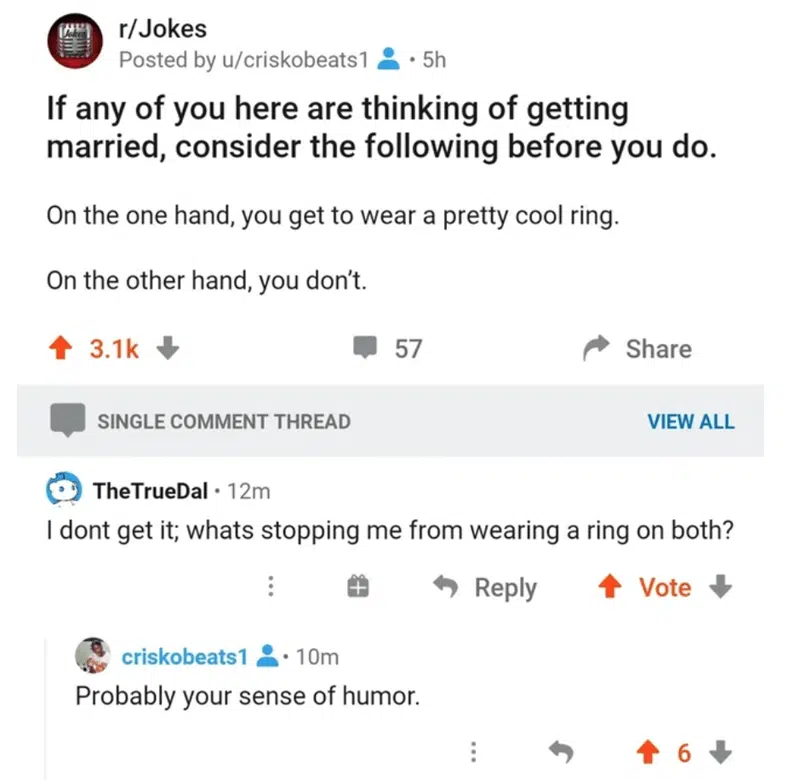 r/Jokes
Posted by u/criskobeats1 • 5h
If any of you here are thinking of getting
married, consider the following before you do.
On the one hand, you get to wear a pretty cool ring.
On the other hand, you don't.
3.1k 57 Share
SINGLE COMMENT THREAD VIEW ALL
TheTrueDal • 12m
I dont get it; whats stopping me from wearing a ring on both?
Reply Vote
criskobeats1 • 10m
Probably your sense of humor.
6